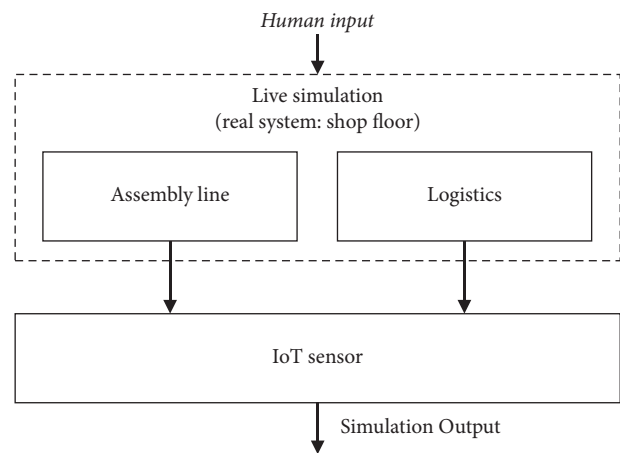 Human input
Live simulation
(real system: shop floor)
Assembly line
Logistics
IoT sensor
Simulation Output